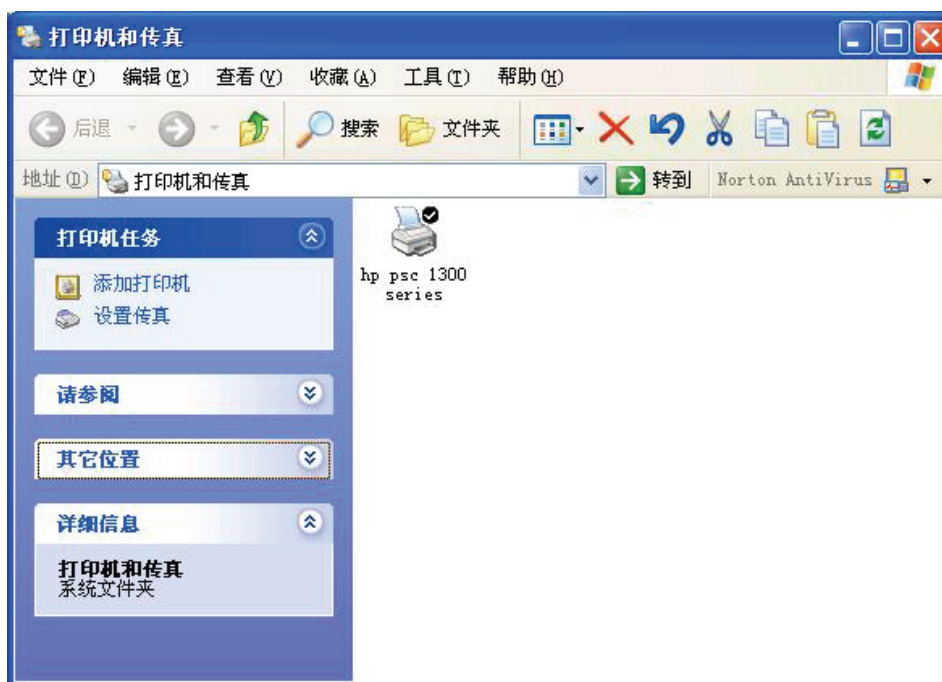 打印机和传真
文件(F) 编辑(E) 查看(V) 收藏(A) 工具(T) 帮助(H)
后退 搜索 文件夹
地址(D) 打印机和传真 转到 Norton AntiVirus
打印机任务
添加打印机
设置传真
请参阅
其它位置
详细信息
打印机和传真
系统文件夹
hp psc 1300
series